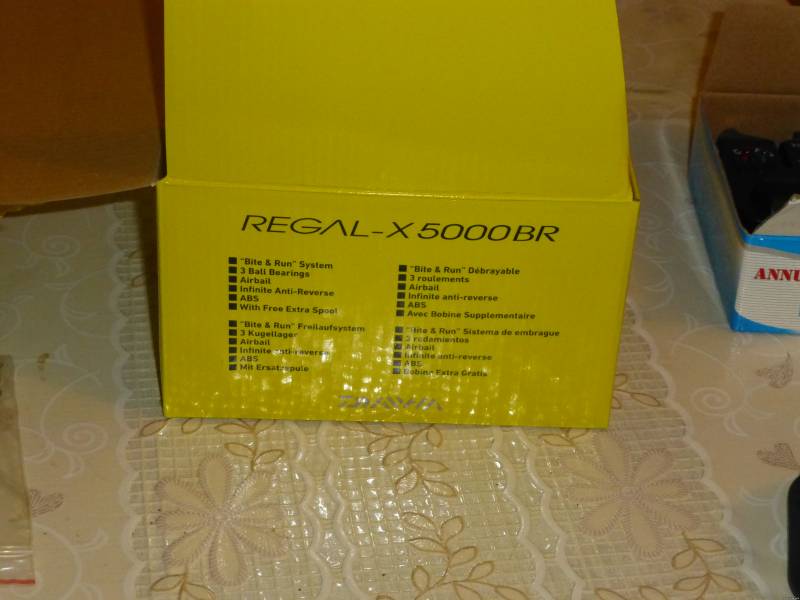 REGAL-X 5000BR
"Bite & Run" System
3 Ball Bearings
Airbail
Infinite Anti-Reverse
ABS
With Free Extra Spool
"Bite & Run" Débrayable
3 roulements
Airbail
Infinite anti-reverse
ABS
Avec Bobine Supplementaire
"Bite & Run" Freilaufsystem
3 Kugellager
Airbail
Infinite anti-reverse
ABS
Mit Ersatzspule
"Bite & Run" Sistema de embrague
3 rodamientos
Airbail
Infinite anti-reverse
ABS
Bobina Extra Gratis
DAIWA
ANNU